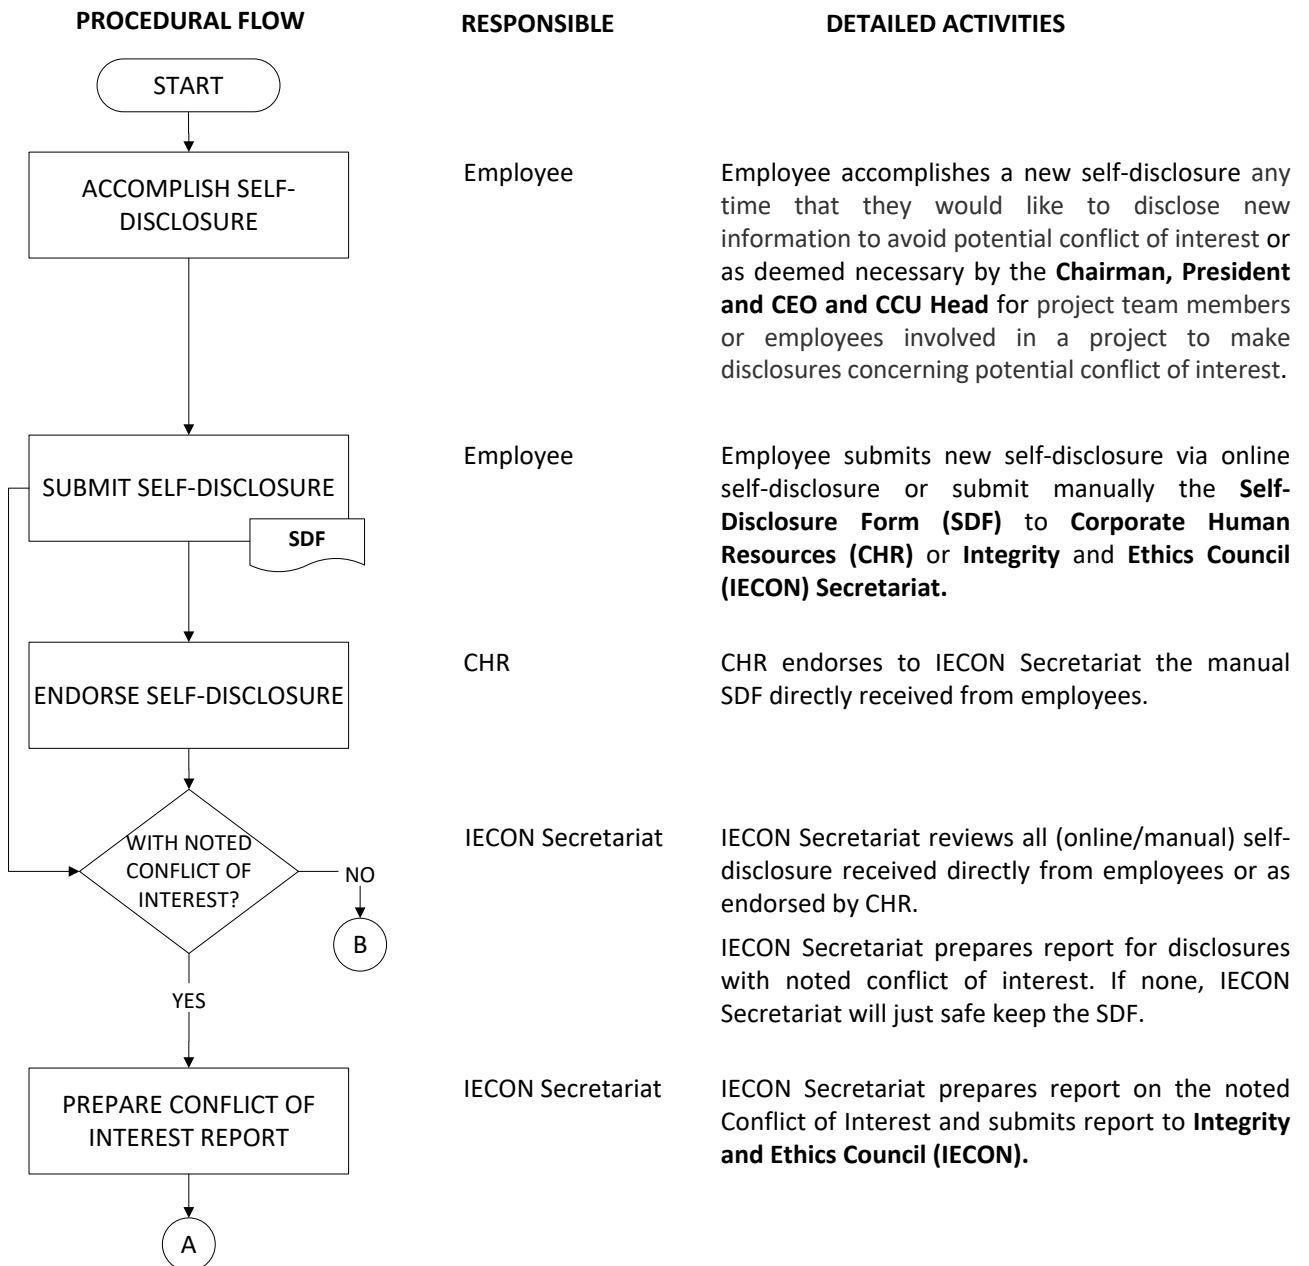 PROCEDURAL FLOW RESPONSIBLE DETAILED ACTIVITIES
START
ACCOMPLISH SELF-
DISCLOSURE
Employee
Employee accomplishes a new self-disclosure any
time that they would like to disclose new
information to avoid potential conflict of interest or
as deemed necessary by the Chairman, President
and CEO and CCU Head for project team members
or employees involved in a project to make
disclosures concerning potential conflict of interest.
SUBMIT SELF-DISCLOSURE
SDF
Employee
Employee submits new self-disclosure via online
self-disclosure or submit manually the Self-
Disclosure Form (SDF) to Corporate Human
Resources (CHR) or Integrity and Ethics Council
(IECON) Secretariat.
ENDORSE SELF-DISCLOSURE
CHR
CHR endorses to IECON Secretariat the manual
SDF directly received from employees.
WITH NOTED
CONFLICT OF
INTEREST?
NO
B
YES
IECON Secretariat
IECON Secretariat reviews all (online/manual) self-
disclosure received directly from employees or as
endorsed by CHR.
IECON Secretariat prepares report for disclosures
with noted conflict of interest. If none, IECON
Secretariat will just safe keep the SDF.
PREPARE CONFLICT OF
INTEREST REPORT
IECON Secretariat
IECON Secretariat prepares report on the noted
Conflict of Interest and submits report to Integrity
and Ethics Council (IECON).
A